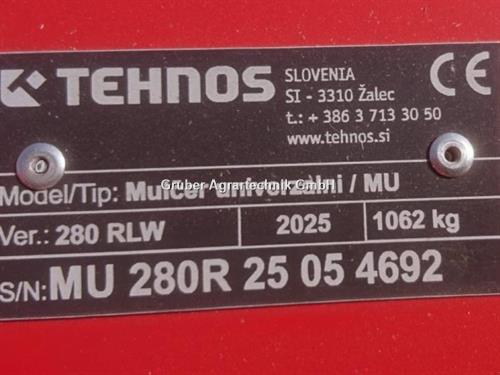 TEHNOS
SLOVENIA
SI - 3310 Žalec
t.: + 386 3 713 30 50
www.tehnos.si
CE
Gruber Agrartechnik GmbH
Model/Tip: Mulčer univerzalni / MU
Ver.: 280 RLW 2025 1062 kg
S/N: MU 280R 25 05 4692